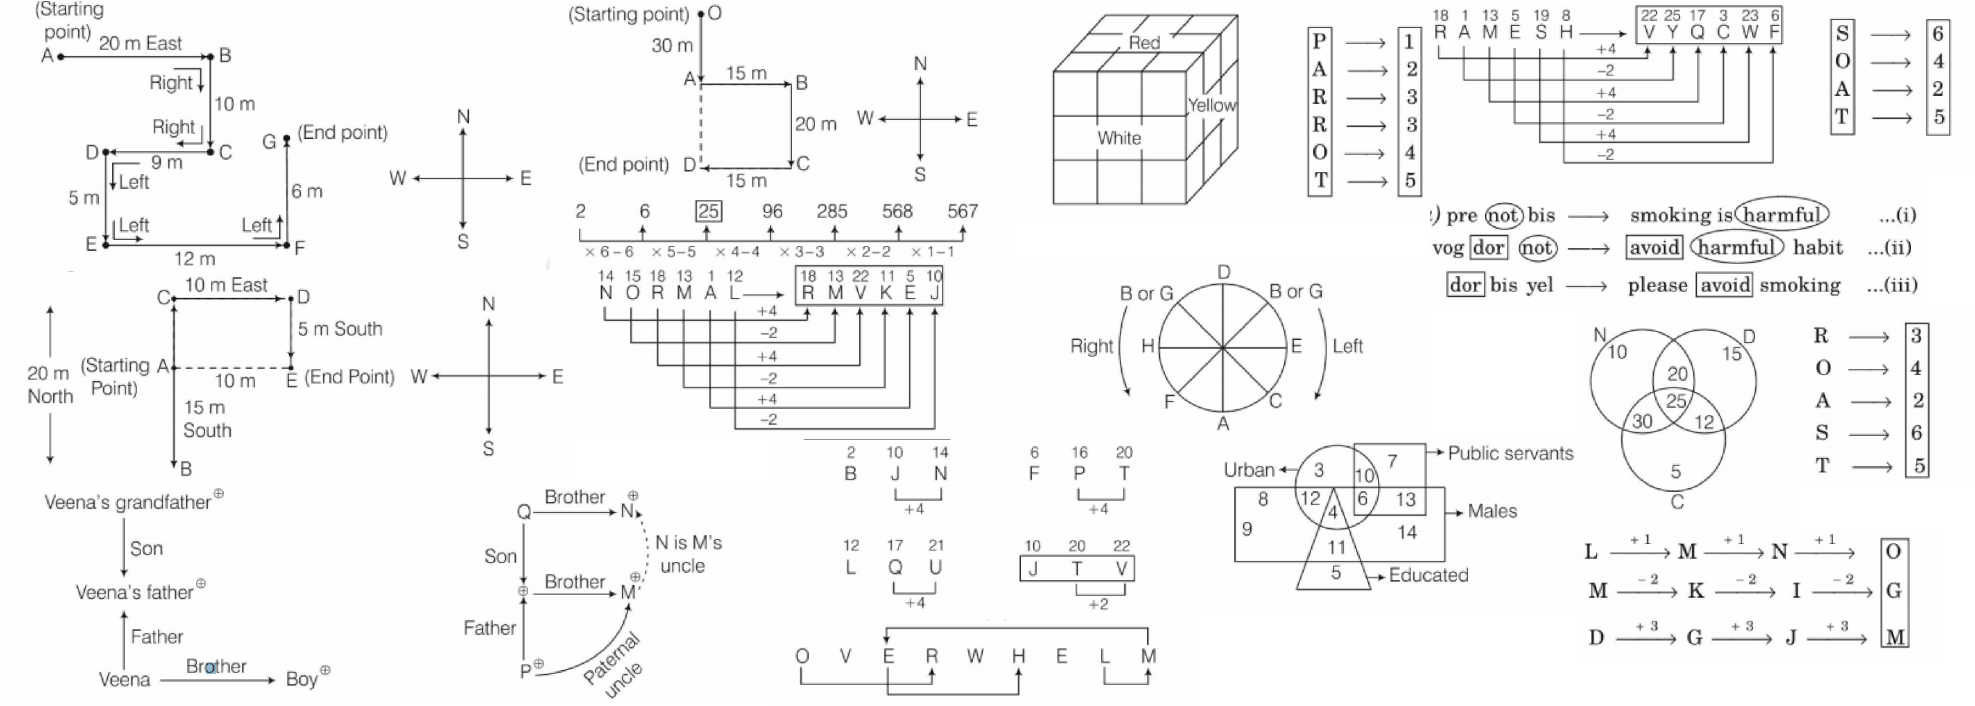 (Starting
point)
A 20 m East B
Right
10 m
Right
D C
9 m
Left
5 m
Left Left
E F
12 m
G (End point)
6 m
N
W E
S
(Starting point) O
30 m
A 15 m B
20 m
(End point) D C
15 m
N
W E
S
Red
Yellow
White
P 1
A 2
R 3
R 3
O 4
T 5
18 1 13 5 19 8 22 25 17 3 23 6
R A M E S H V Y Q C W F
+4
−2
+4
−2
+4
−2
S 6
O 4
A 2
T 5
2 6 25 96 285 568 567
×6−6 ×5−5 ×4−4 ×3−3 ×2−2 ×1−1
14 15 18 13 1 12 18 13 22 11 5 10
N O R M A L R M V K E J
+4
−2
+4
−2
+4
−2
) pre not bis smoking is harmful ...(i)
vog dor not avoid harmful habit ...(ii)
dor bis yel please avoid smoking ...(iii)
C 10 m East D
5 m South
20 m
North
(Starting
Point)
A 10 m E (End Point)
15 m
South
B
N
W E
S
D
B or G B or G
Right H E Left
F C
A
N D
10 15
20
25
30 12
5
C
R 3
O 4
A 2
S 6
T 5
Veena's grandfather⊕
Son
Veena's father⊕
Father
Brother
Veena Boy⊕
Q Brother N⊕
Son
N is M's
uncle
⊕ Brother M⊕
Father
P⊕
Paternal
uncle
2 10 14
B J N
+4
6 16 20
F P T
+4
12 17 21
L Q U
+4
10 20 22
J T V
+2
O V E R W H E L M
Urban Public servants
3 10 7
8 12 6 13 Males
4
9 14
11
5 Educated
L +1 M +1 N +1 O
M −2 K −2 I −2 G
D +3 G +3 J +3 M